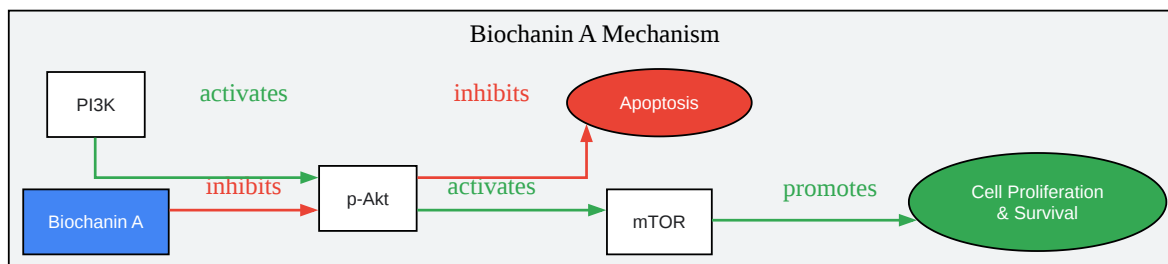 Biochanin A Mechanism
PI3K
activates
inhibits
Apoptosis
Biochanin A
inhibits
p-Akt
activates
mTOR
promotes
Cell Proliferation
& Survival